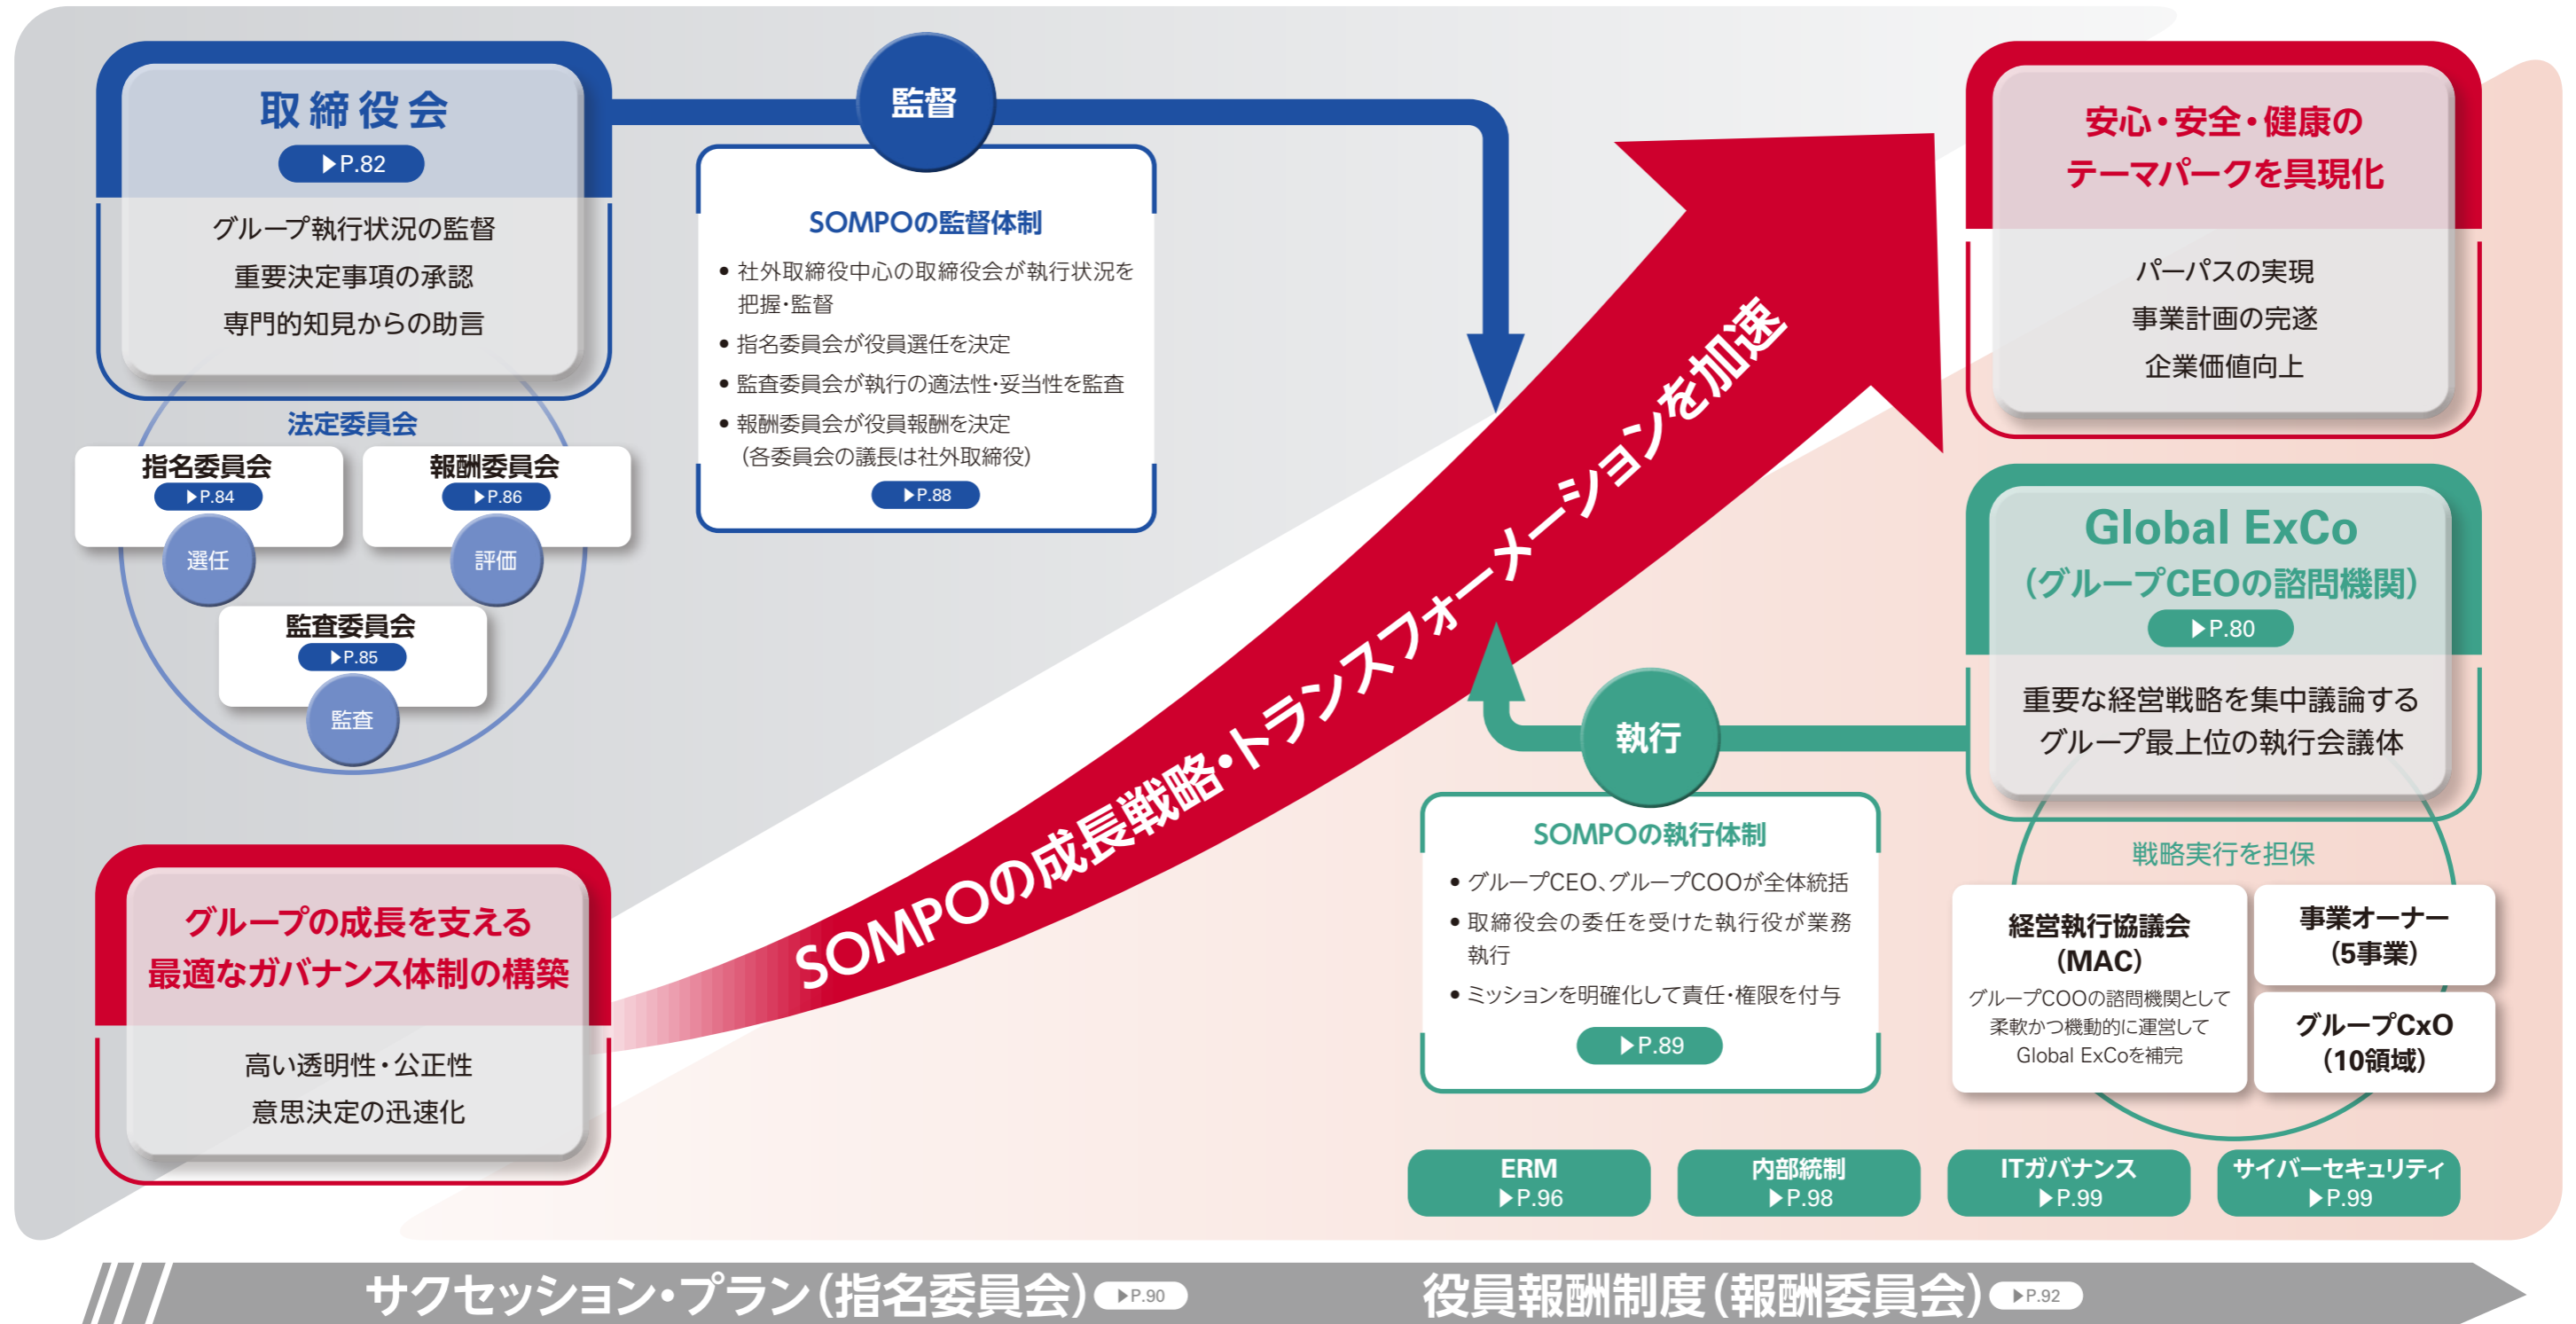 取締役会
▶P.82
グループ執行状況の監督
重要決定事項の承認
専門的知見からの助言
法定委員会
指名委員会
▶P.84
選任
報酬委員会
▶P.86
評価
監査委員会
▶P.85
監査
監督
SOMPOの監督体制
● 社外取締役中心の取締役会が執行状況を
把握・監督
● 指名委員会が役員選任を決定
● 監査委員会が執行の適法性・妥当性を監査
● 報酬委員会が役員報酬を決定
（各委員会の議長は社外取締役）
▶P.88
グループの成長を支える
最適なガバナンス体制の構築
高い透明性・公正性
意思決定の迅速化
SOMPOの成長戦略・トランスフォーメーションを加速
安心・安全・健康の
テーマパークを具現化
パーパスの実現
事業計画の完遂
企業価値向上
Global ExCo
（グループCEOの諮問機関）
▶P.80
重要な経営戦略を集中議論する
グループ最上位の執行会議体
戦略実行を担保
経営執行協議会
（MAC）
グループCOOの諮問機関として
柔軟かつ機動的に運営して
Global ExCoを補完
事業オーナー
（5事業）
グループCxO
（10領域）
執行
SOMPOの執行体制
● グループCEO、グループCOOが全体統括
● 取締役会の委任を受けた執行役が業務
執行
● ミッションを明確化して責任・権限を付与
▶P.89
ERM
▶P.96
内部統制
▶P.98
ITガバナンス
▶P.99
サイバーセキュリティ
▶P.99
サクセッション・プラン（指名委員会） ▶P.90
役員報酬制度（報酬委員会） ▶P.92